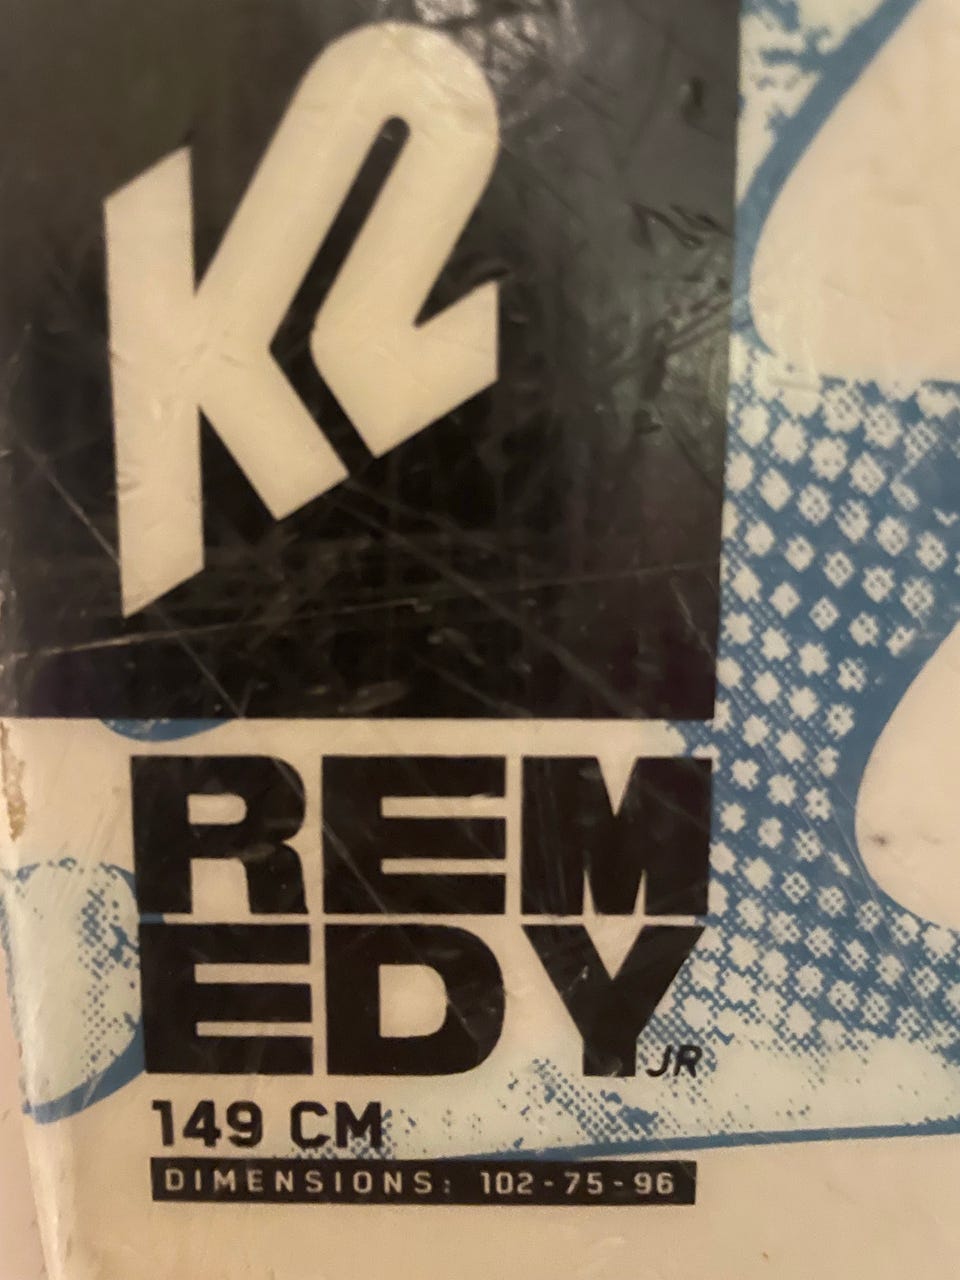 K2
REM
EDY JR
149 CM
DIMENSIONS: 102-75-96